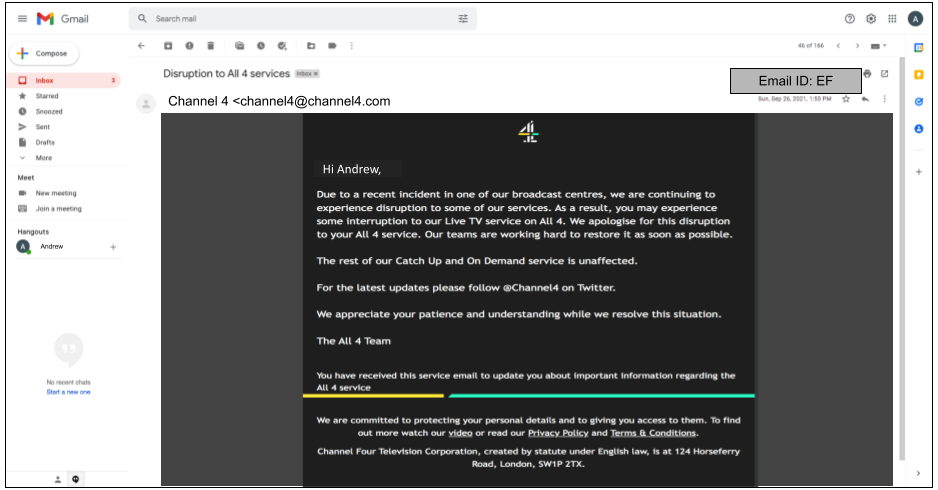 Gmail
Search mail
A
Compose
46 of 166
Inbox 3
Starred
Snoozed
Sent
Drafts
More
Meet
New meeting
Join a meeting
Hangouts
A Andrew
No recent chats
Start a new one
Disruption to All 4 services Inbox x
Email ID: EF
Channel 4 <channel4@channel4.com
Sun, Sep 26, 2021, 1:55 PM
4
Hi Andrew,
Due to a recent incident in one of our broadcast centres, we are continuing to
experience disruption to some of our services. As a result, you may experience
some interruption to our Live TV service on All 4. We apologise for this disruption
to your All 4 service. Our teams are working hard to restore it as soon as possible.
The rest of our Catch Up and On Demand service is unaffected.
For the latest updates please follow @Channel4 on Twitter.
We appreciate your patience and understanding while we resolve this situation.
The All 4 Team
You have received this service email to update you about important information regarding the
All 4 service
We are committed to protecting your personal details and to giving you access to them. To find
out more watch our video or read our Privacy Policy and Terms & Conditions.
Channel Four Television Corporation, created by statute under English law, is at 124 Horseferry
Road, London, SW1P 2TX.